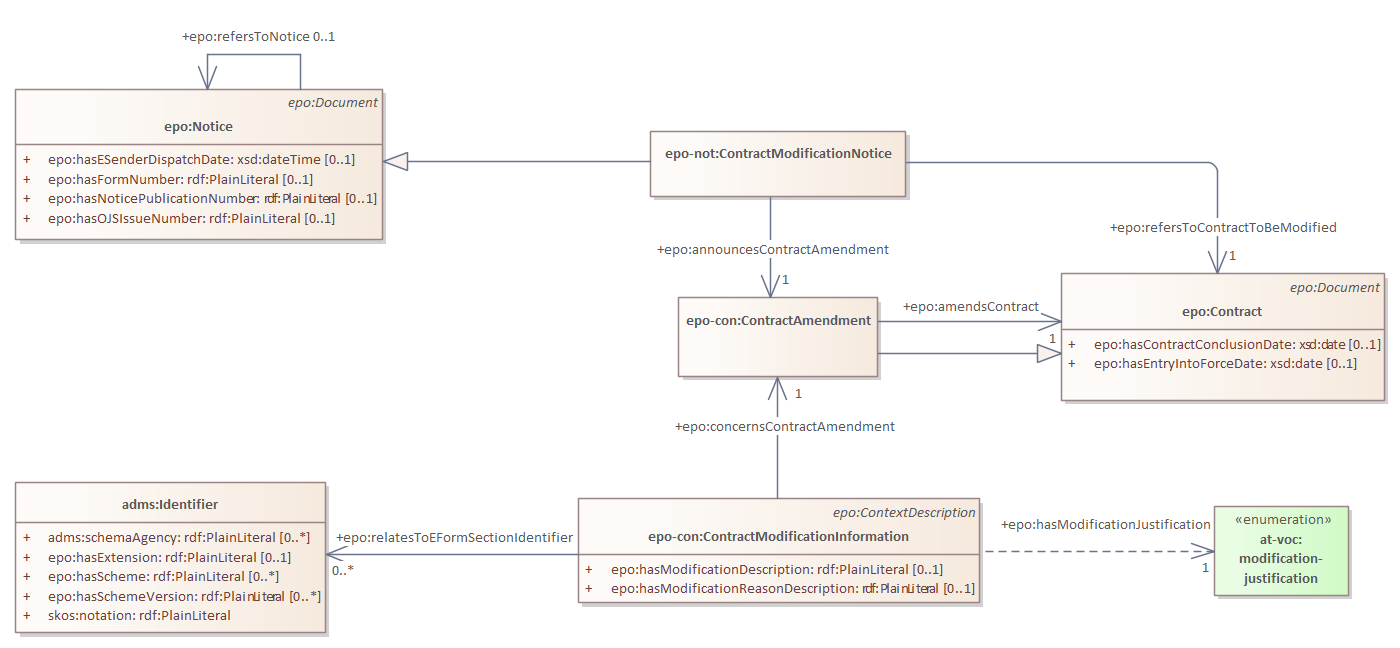 +epo:refersToNotice 0..1
epo:Document
epo:Notice
+ epo:hasESenderDispatchDate: xsd:dateTime [0..1]
+ epo:hasFormNumber: rdf:PlainLiteral [0..1]
+ epo:hasNoticePublicationNumber: rdf:PlainLiteral [0..1]
+ epo:hasOJSIssueNumber: rdf:PlainLiteral [0..1]
epo-not:ContractModificationNotice
+epo:announcesContractAmendment
1
+epo:refersToContractToBeModified
1
epo-con:ContractAmendment
+epo:amendsContract
1
epo:Document
epo:Contract
+ epo:hasContractConclusionDate: xsd:date [0..1]
+ epo:hasEntryIntoForceDate: xsd:date [0..1]
1
+epo:concernsContractAmendment
adms:Identifier
+ adms:schemaAgency: rdf:PlainLiteral [0..*]
+ epo:hasExtension: rdf:PlainLiteral [0..1]
+ epo:hasScheme: rdf:PlainLiteral [0..*]
+ epo:hasSchemeVersion: rdf:PlainLiteral [0..*]
+ skos:notation: rdf:PlainLiteral
+epo:relatesToEFormSectionIdentifier
0..*
epo:ContextDescription
epo-con:ContractModificationInformation
+ epo:hasModificationDescription: rdf:PlainLiteral [0..1]
+ epo:hasModificationReasonDescription: rdf:PlainLiteral [0..1]
+epo:hasModificationJustification
1
«enumeration»
at-voc:
modification-
justification